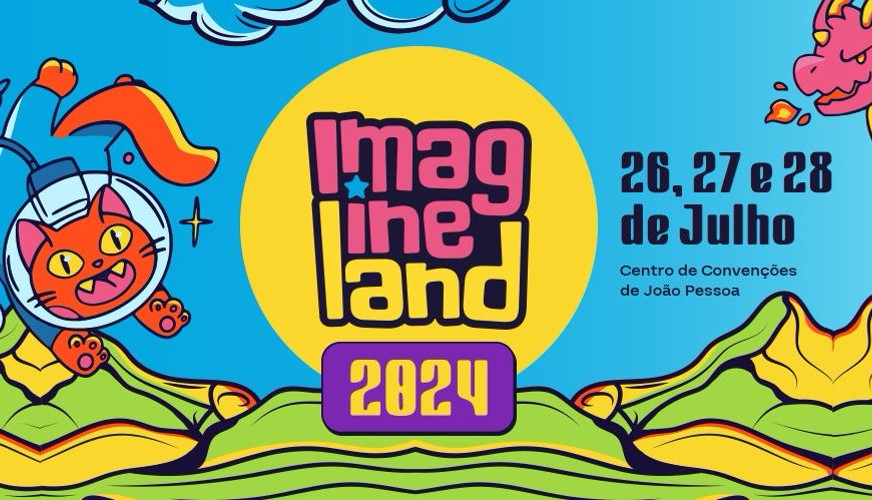 Imag
ine
land
2024
26, 27 e 28
de Julho
Centro de Convenções
de João Pessoa